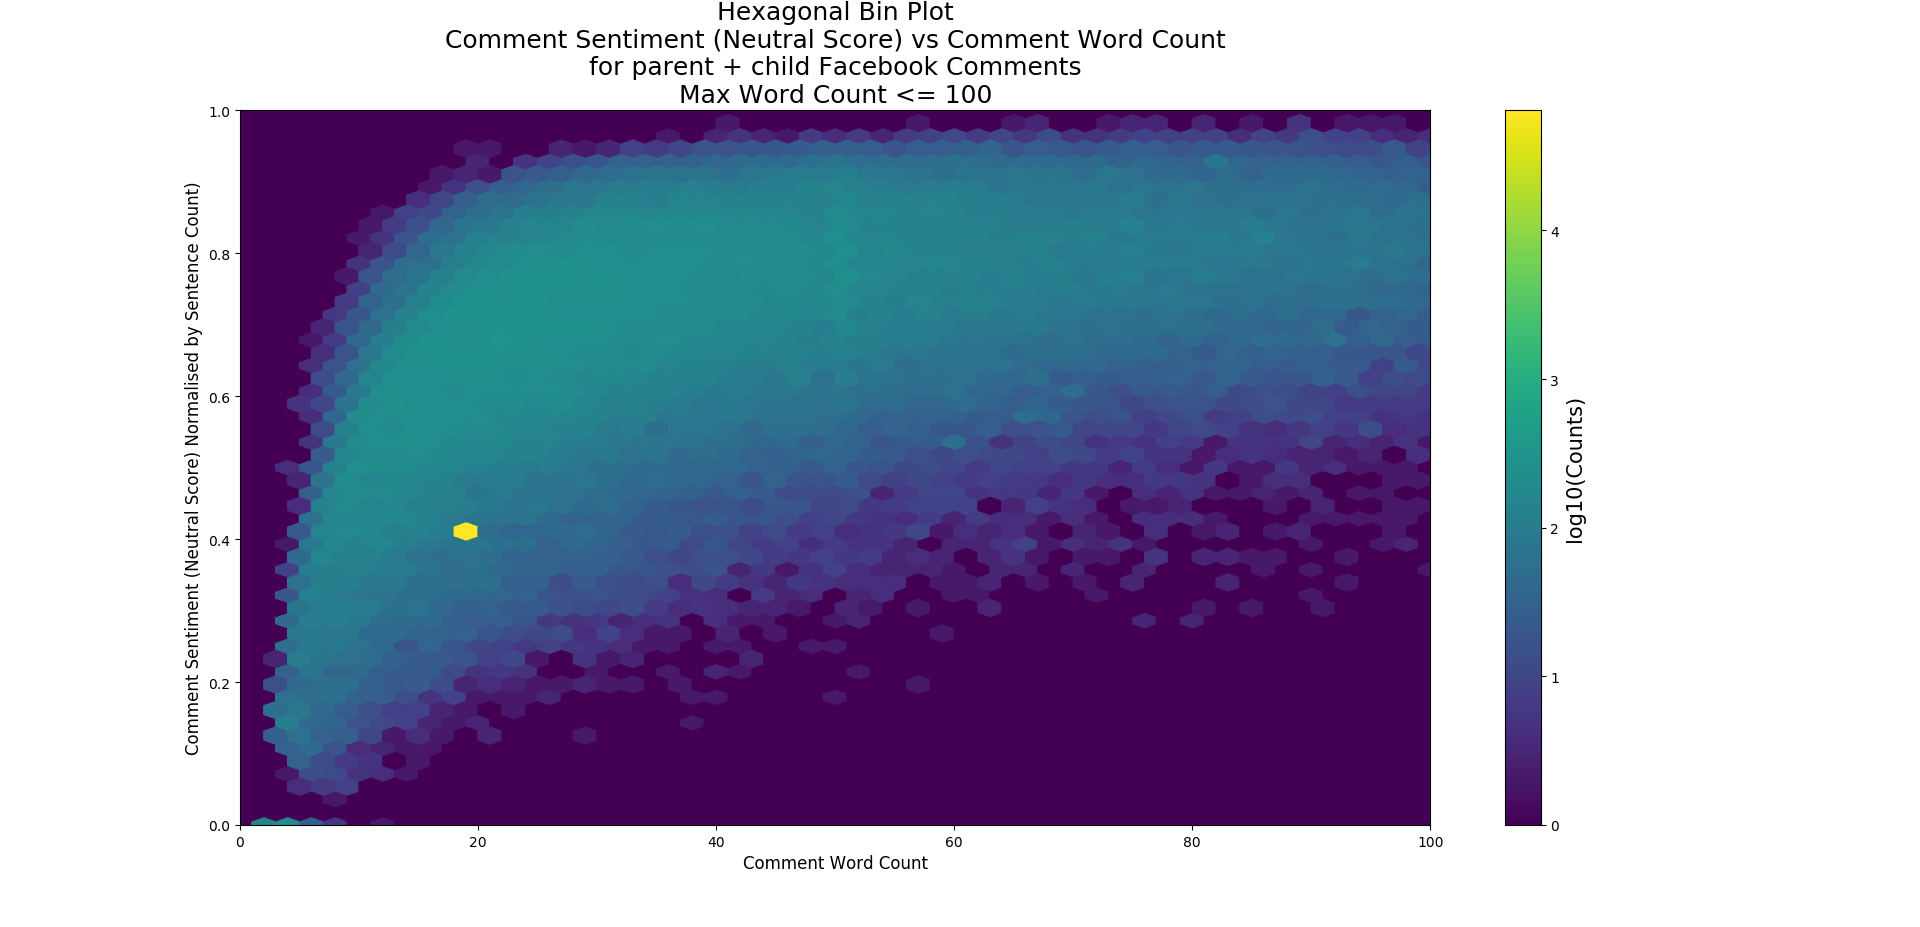 Hexagonal Bin Plot
Comment Sentiment (Neutral Score) vs Comment Word Count
for parent + child Facebook Comments
Max Word Count <= 100
Comment Sentiment (Neutral Score) Normalised by Sentence Count)
1.0
0.8
0.6
0.4
0.2
0.0
0
20
40
60
80
100
Comment Word Count
4
3
2
1
0
log10(Counts)